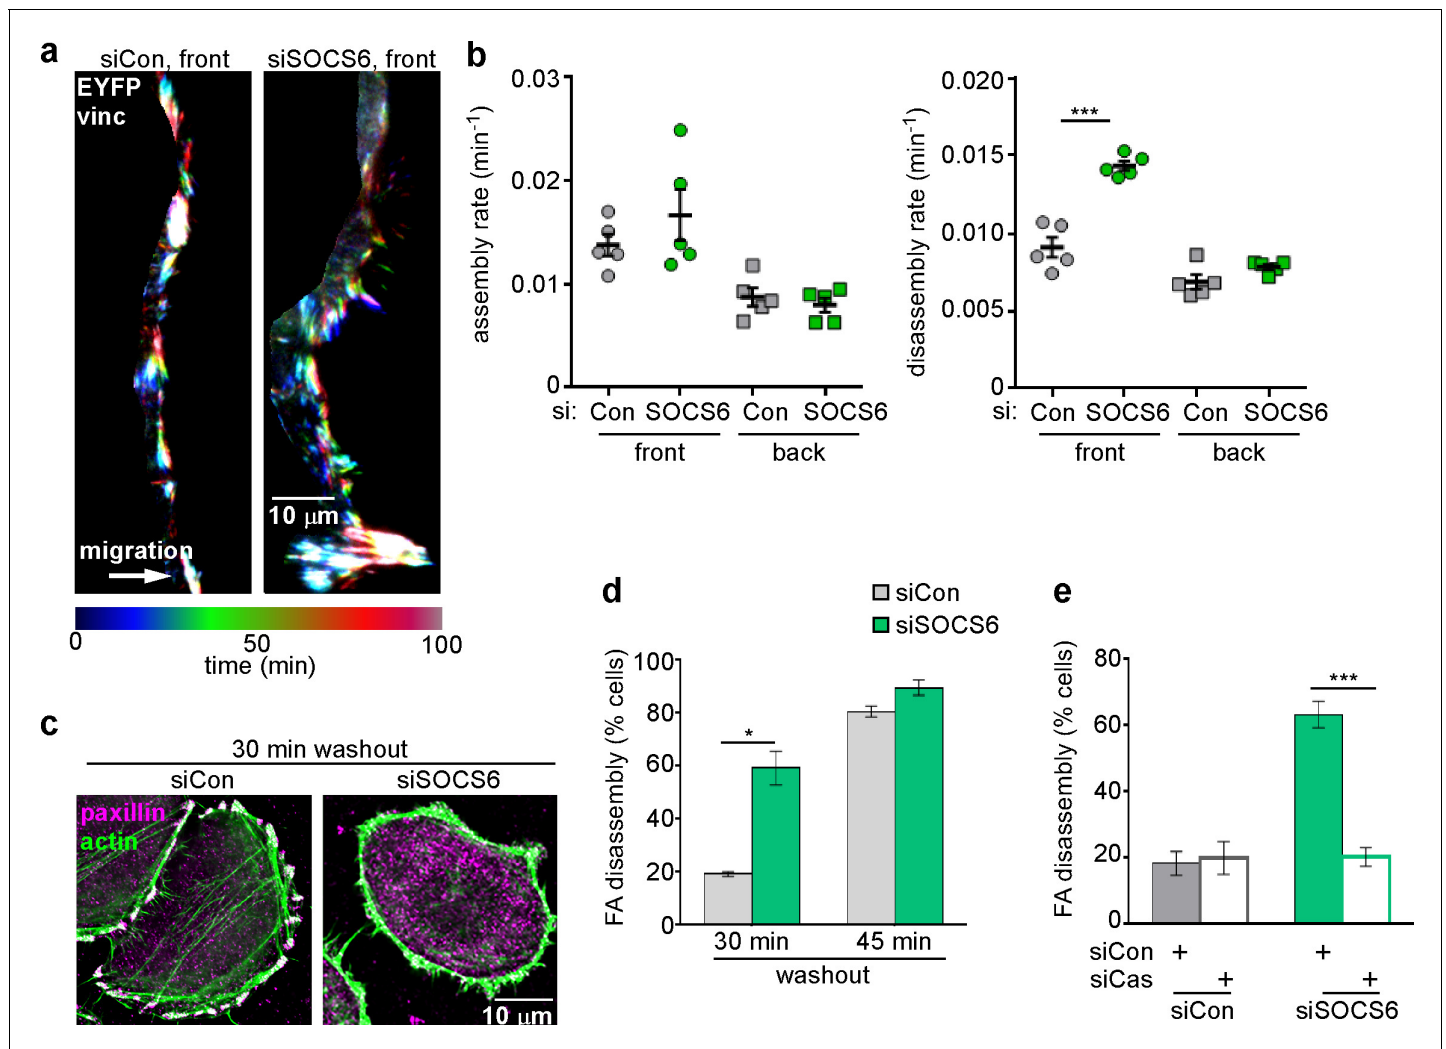 a
siCon, front
siSOCS6, front
EYFP
vinc
10 µm
migration
0
50
100
time (min)
b
assembly rate (min-1)
0.03
0.02
0.01
0
si: Con SOCS6 Con SOCS6
front
back
disassembly rate (min-1)
***
0.020
0.015
0.010
0.005
0
si: Con SOCS6 Con SOCS6
front
back
c
30 min washout
siCon
siSOCS6
paxillin
actin
10 µm
d
siCon
siSOCS6
FA disassembly (% cells)
100
80
60
40
20
0
*
30 min
45 min
washout
e
FA disassembly (% cells)
80
60
40
20
0
***
siCon + +
siCas + +
siCon
siSOCS6